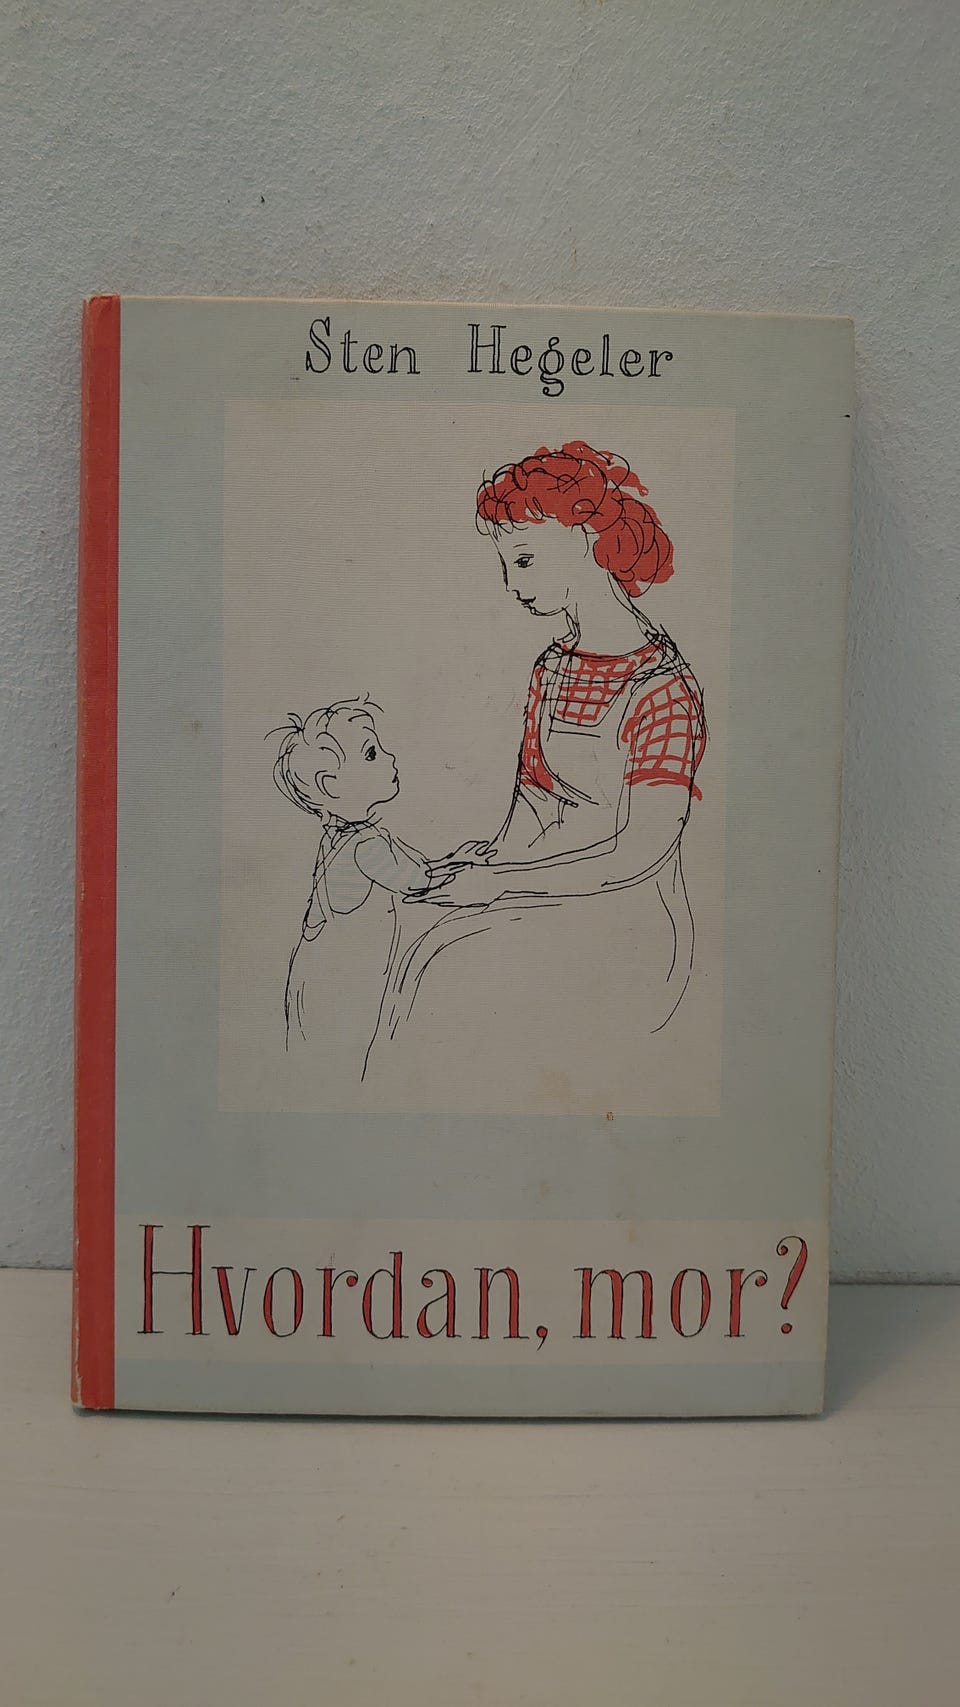 Sten Hegeler
Hvordan, mor?